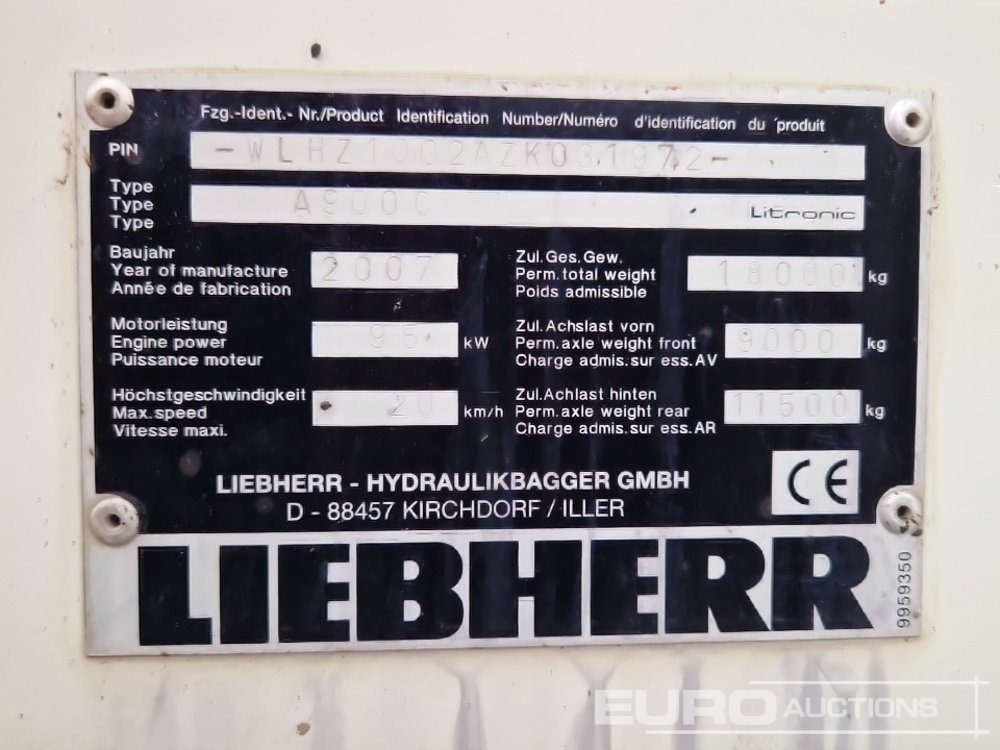 Fzg.-Ident.- Nr./Product Identification Number/Numéro d'identification du produit
PIN -WLHZ1002AZK031972-
Type
Type A900C Litronic
Type
Baujahr
Year of manufacture 2007
Année de fabrication
Zul.Ges.Gew.
Perm.total weight 18000 kg
Poids admissible
Motorleistung
Engine power 95 kW
Puissance moteur
Zul.Achslast vorn
Perm.axle weight front 9000 kg
Charge admis.sur ess.AV
Höchstgeschwindigkeit
Max.speed 20 km/h
Vitesse maxi.
Zul.Achlast hinten
Perm.axle weight rear 11500 kg
Charge admis.sur ess.AR
LIEBHERR - HYDRAULIKBAGGER GMBH
D - 88457 KIRCHDORF / ILLER
CE
LIEBHERR
9959350
EURO AUCTIONS